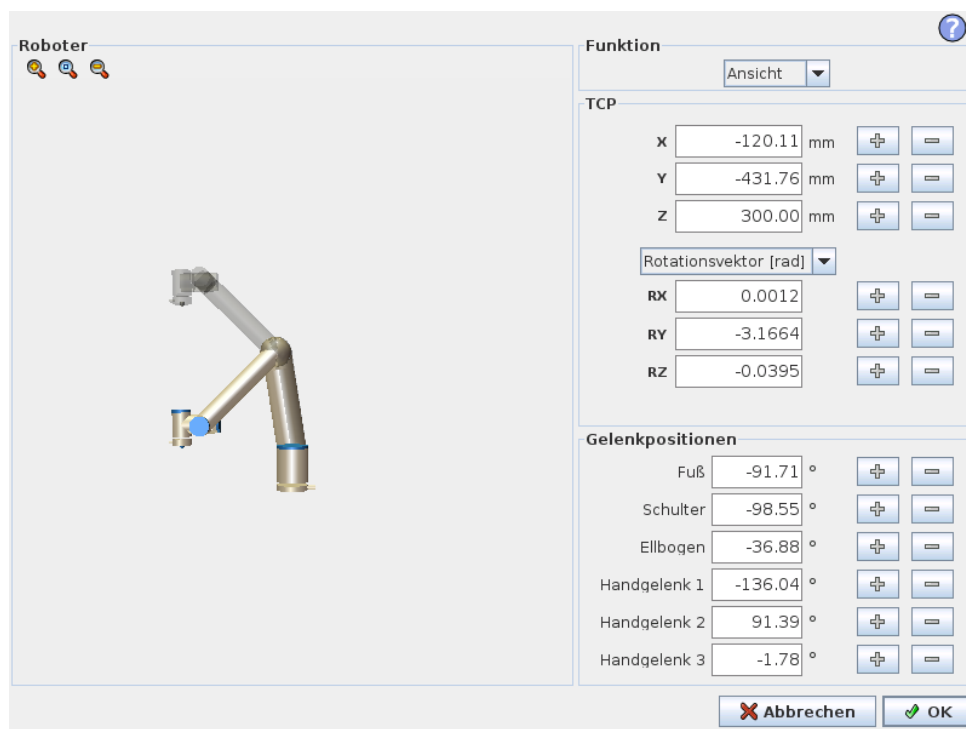 ?
Roboter
Funktion
Ansicht
TCP
X -120.11 mm
Y -431.76 mm
Z 300.00 mm
Rotationsvektor [rad]
RX 0.0012
RY -3.1664
RZ -0.0395
Gelenkpositionen
Fuß -91.71 °
Schulter -98.55 °
Ellbogen -36.88 °
Handgelenk 1 -136.04 °
Handgelenk 2 91.39 °
Handgelenk 3 -1.78 °
Abbrechen OK